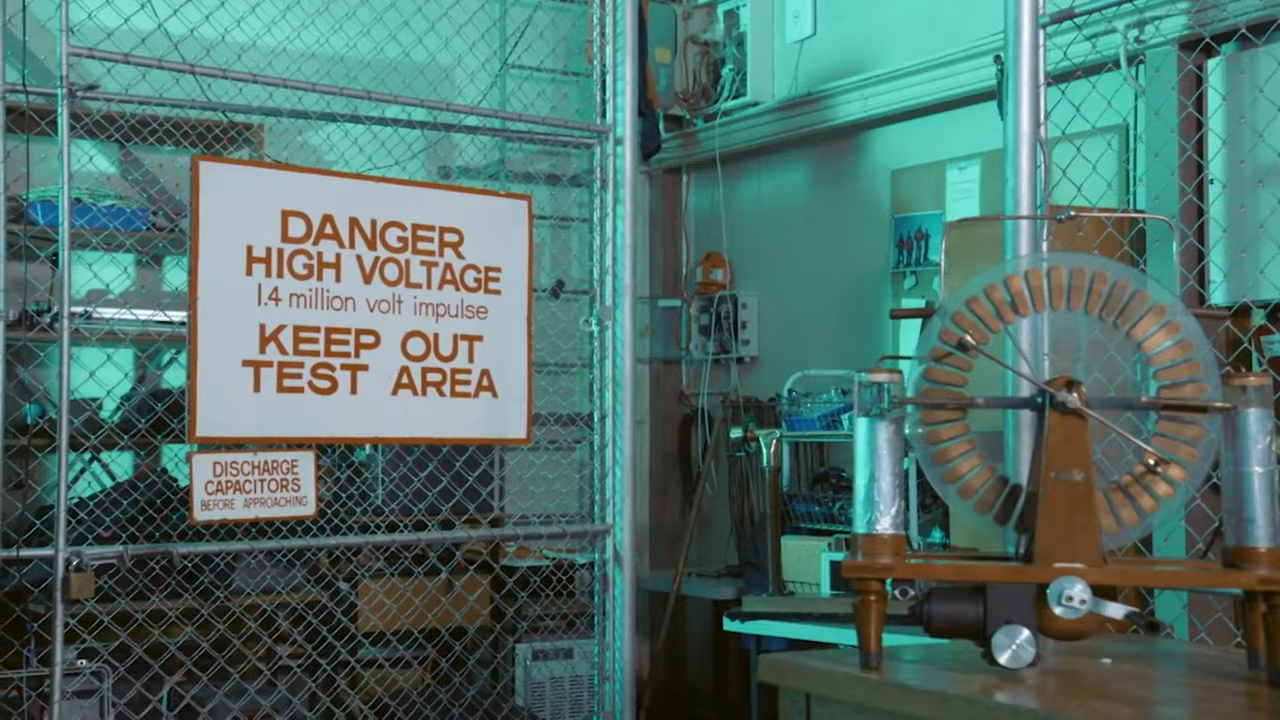 DANGER
HIGH VOLTAGE
1.4 million volt impulse
KEEP OUT
TEST AREA
DISCHARGE
CAPACITORS
BEFORE APPROACHING